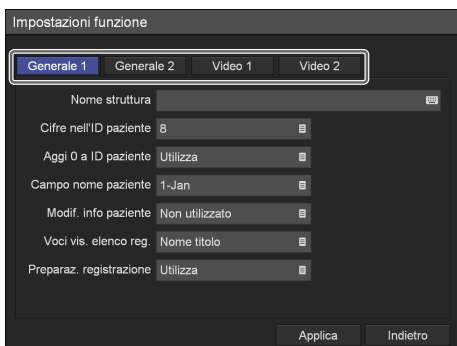 Impostazioni funzione
Generale 1 Generale 2 Video 1 Video 2
Nome struttura
Cifre nell'ID paziente 8
Aggi 0 a ID paziente Utilizza
Campo nome paziente 1-Jan
Modif. info paziente Non utilizzato
Voci vis. elenco reg. Nome titolo
Preparaz. registrazione Utilizza
Applica Indietro